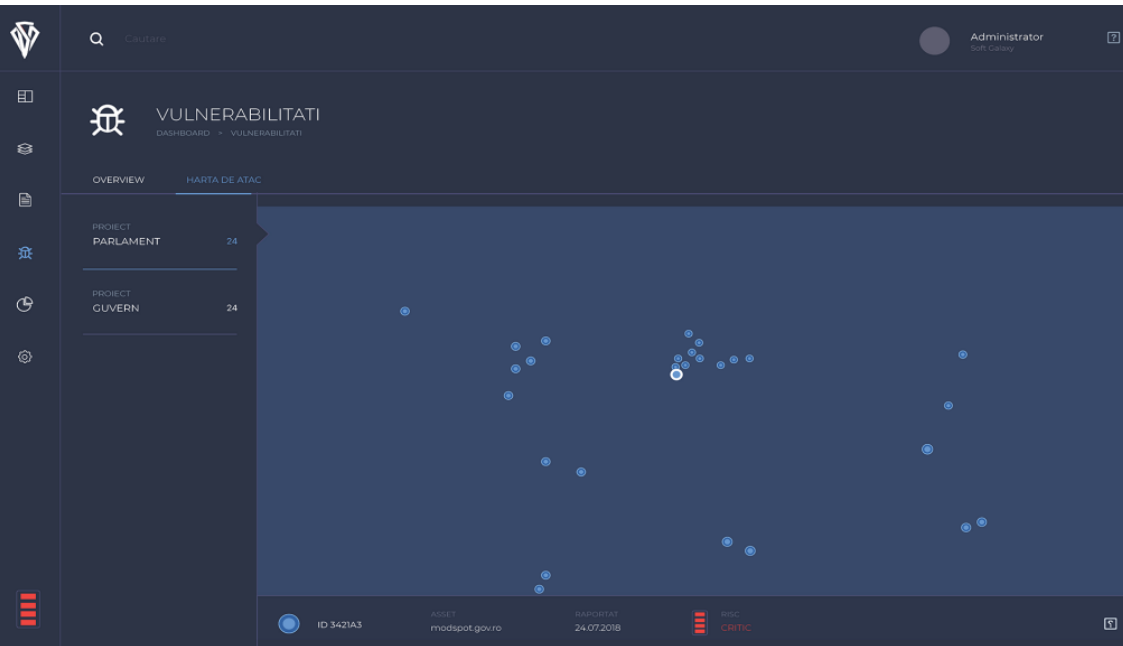 Cautare
Administrator
Soft Galaxy
?
VULNERABILITATI
DASHBOARD • VULNERABILITATI
OVERVIEW
HARTA DE ATAC
PROIECT
PARLAMENT 24
PROIECT
GUVERN 24
ID 3421A3
ASSET
modspot.gov.ro
RAPORTAT
24.07.2018
RISC
CRITIC